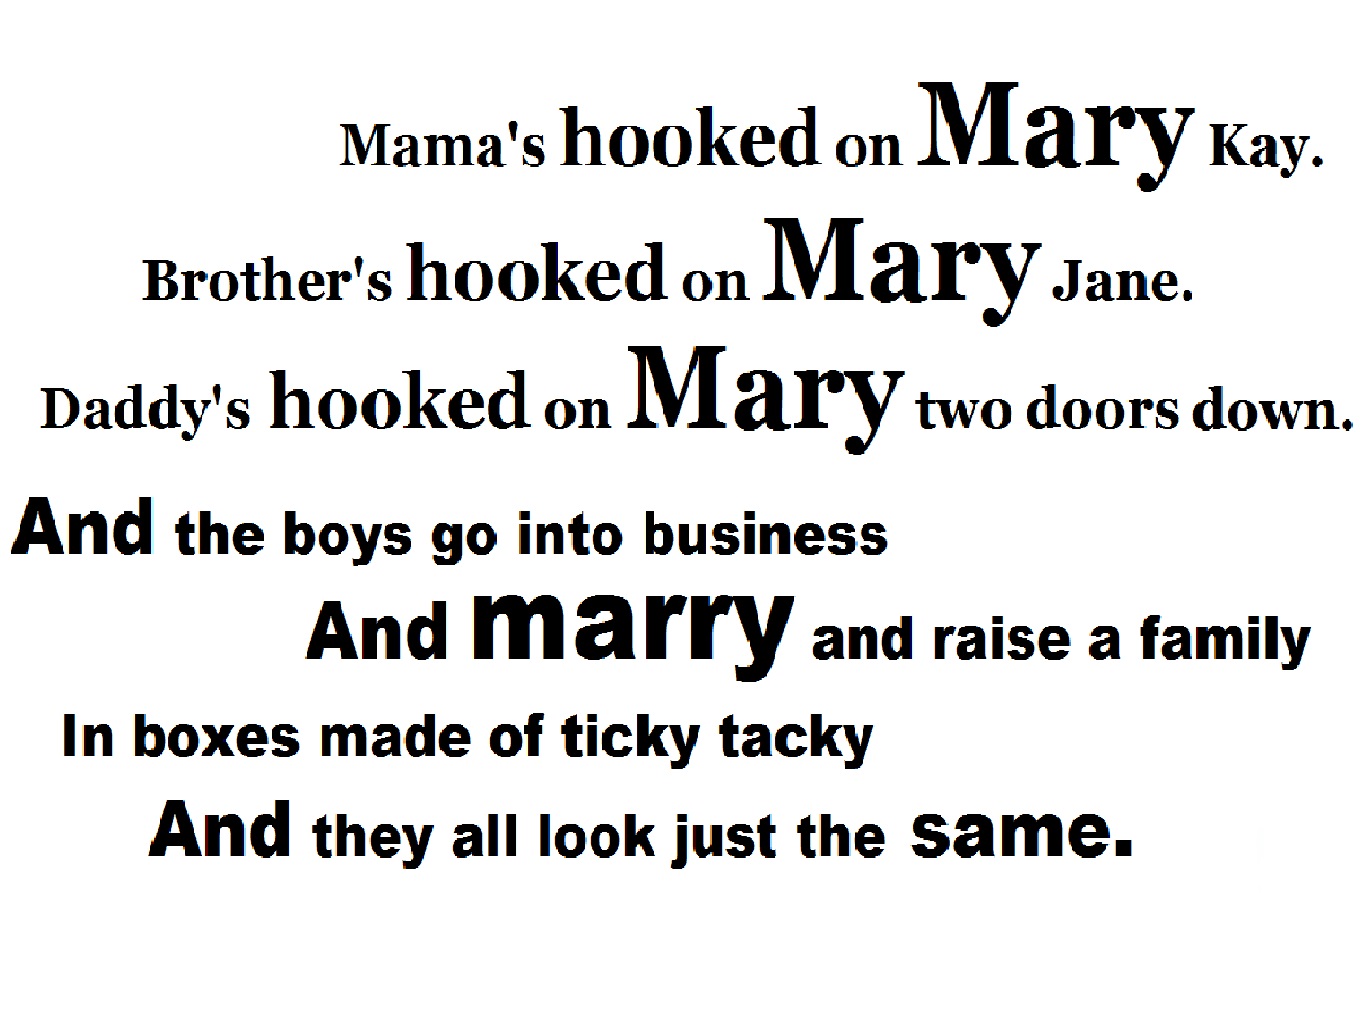 Mama's hooked on Mary Kay.
Brother's hooked on Mary Jane.
Daddy's hooked on Mary two doors down.
And the boys go into business
And marry and raise a family
In boxes made of ticky tacky
And they all look just the same.